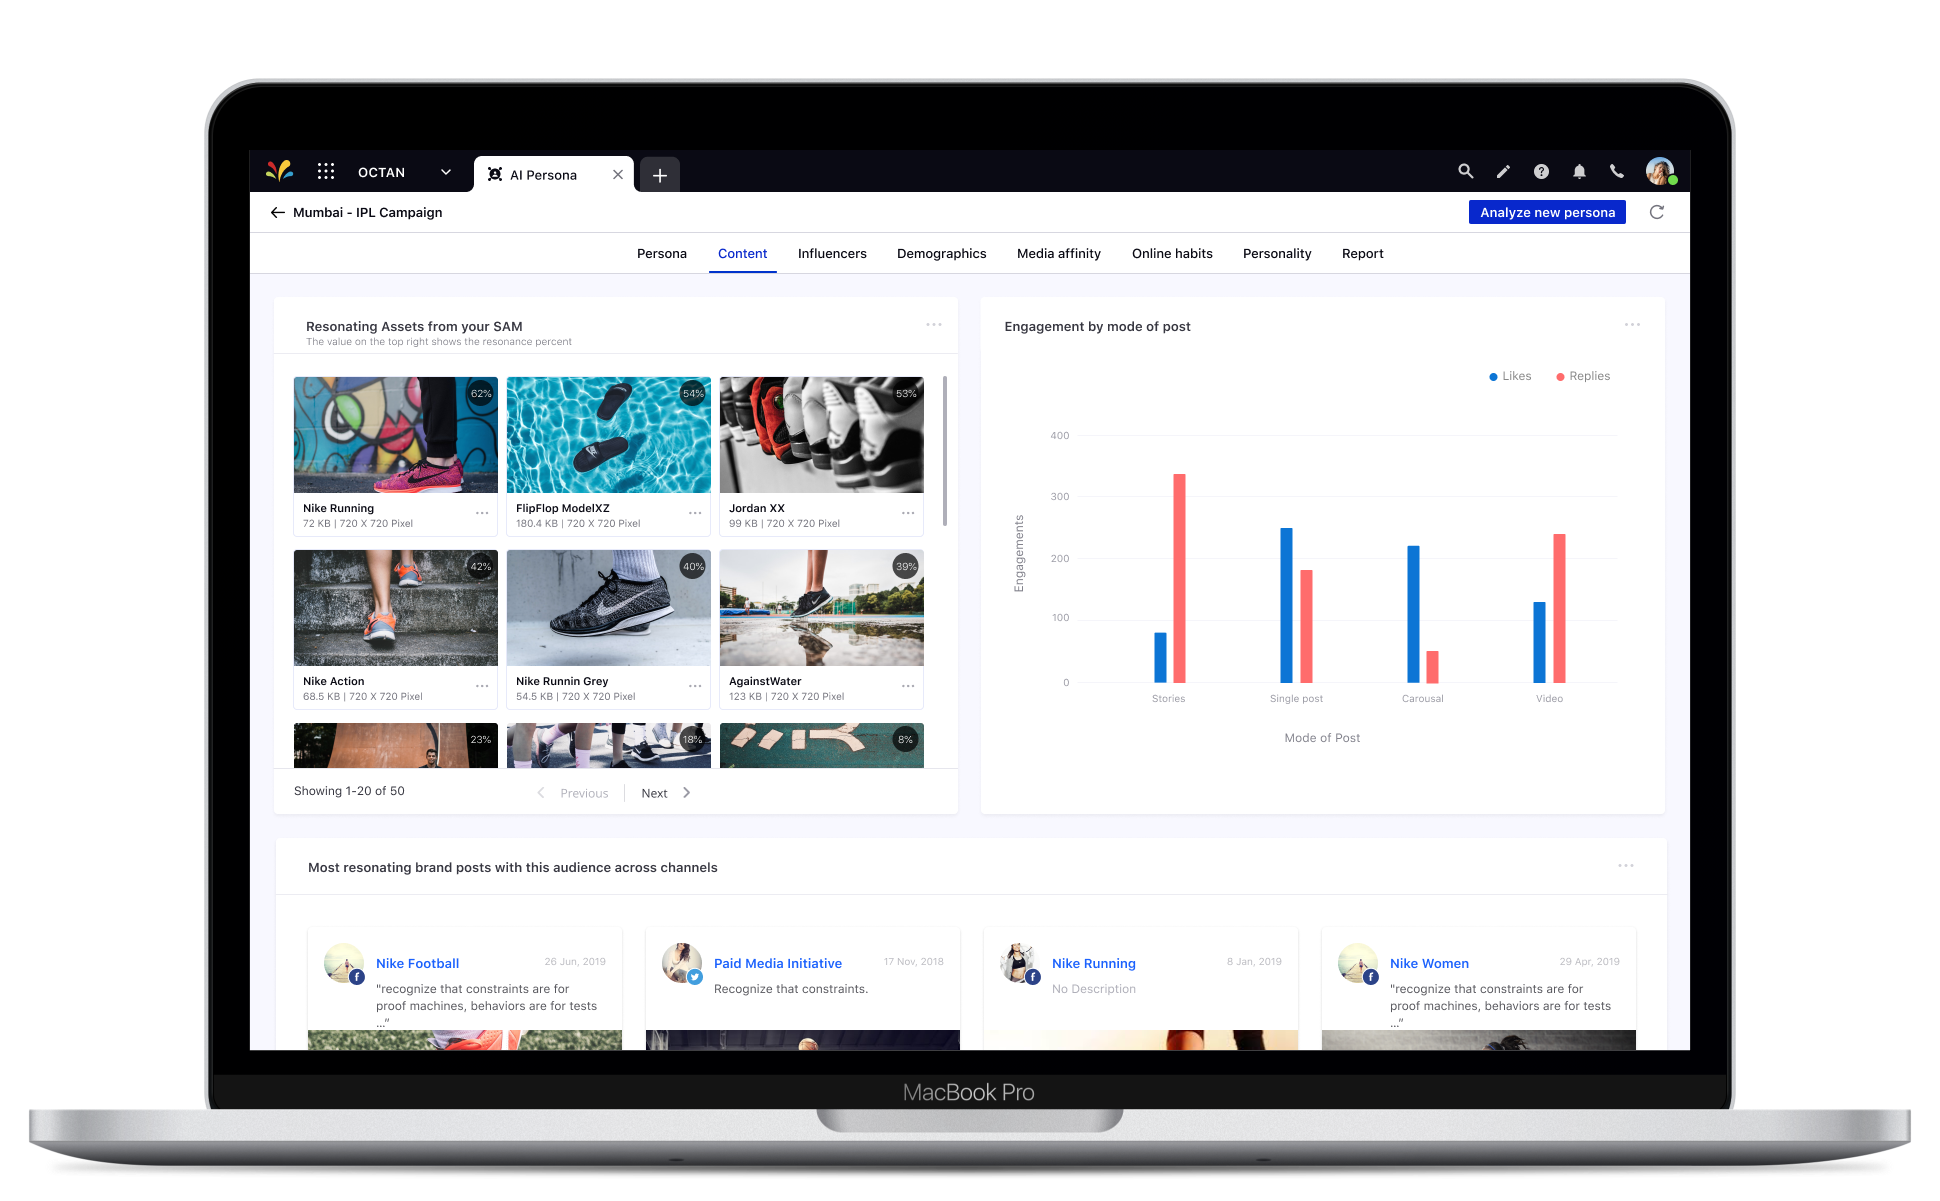 OCTAN
AI Persona
Mumbai - IPL Campaign
Analyze new persona
Persona
Content
Influencers
Demographics
Media affinity
Online habits
Personality
Report
Resonating Assets from your SAM
The value on the top right shows the resonance percent
62%
54%
53%
Nike Running
72 KB | 720 X 720 Pixel
FlipFlop ModelXZ
180.4 KB | 720 X 720 Pixel
Jordan XX
99 KB | 720 X 720 Pixel
42%
40%
39%
Nike Action
68.5 KB | 720 X 720 Pixel
Nike Runnin Grey
54.5 KB | 720 X 720 Pixel
AgainstWater
123 KB | 720 X 720 Pixel
23%
18%
8%
Showing 1-20 of 50
Previous
Next
Engagement by mode of post
Likes
Replies
400
300
200
100
0
Engagements
Stories
Single post
Carousal
Video
Mode of Post
Most resonating brand posts with this audience across channels
Nike Football
26 Jun, 2019
"recognize that constraints are for
proof machines, behaviors are for tests
..."
Paid Media Initiative
17 Nov, 2018
Recognize that constraints.
Nike Running
8 Jan, 2019
No Description
Nike Women
29 Apr, 2019
"recognize that constraints are for
proof machines, behaviors are for tests
..."
MacBook Pro